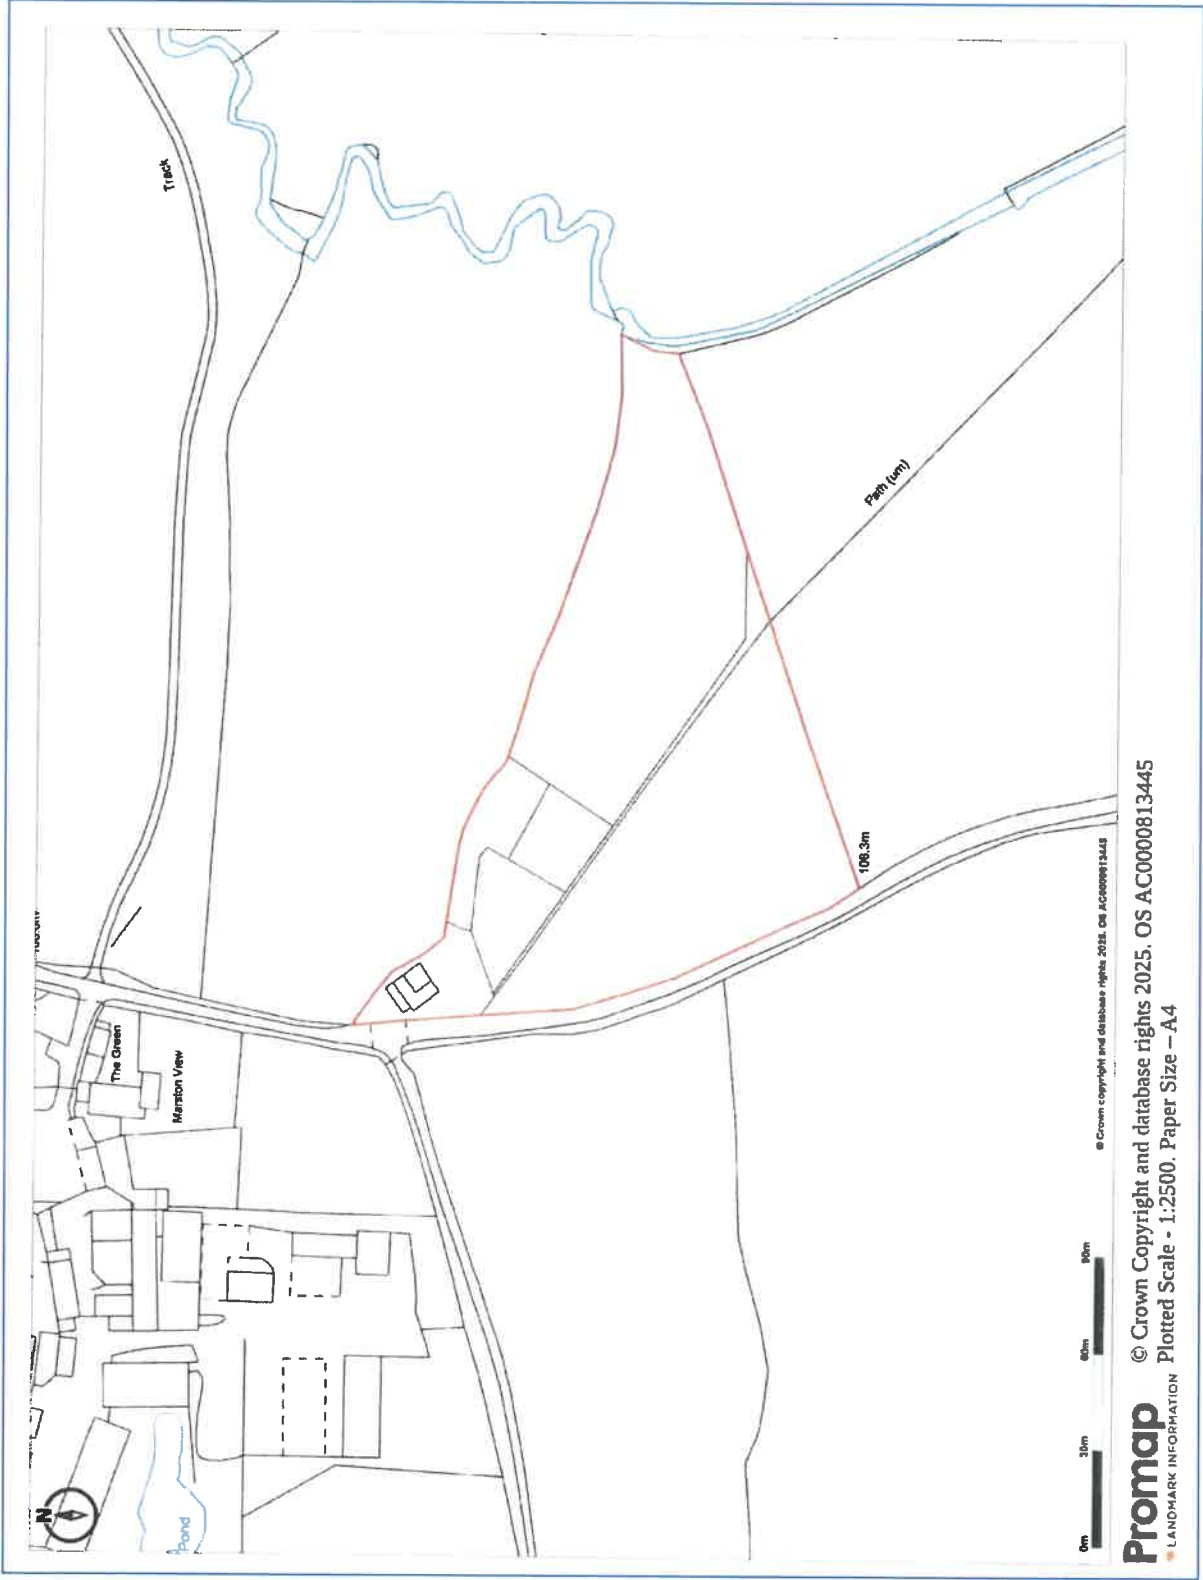 N
Pond
The Green
Marston View
Track
Path (um)
106.3m
0m
30m
60m
90m
© Crown copyright and database rights 2025. OS AC0000813445
Promap
LANDMARK INFORMATION
© Crown Copyright and database rights 2025. OS AC0000813445
Plotted Scale - 1:2500. Paper Size – A4